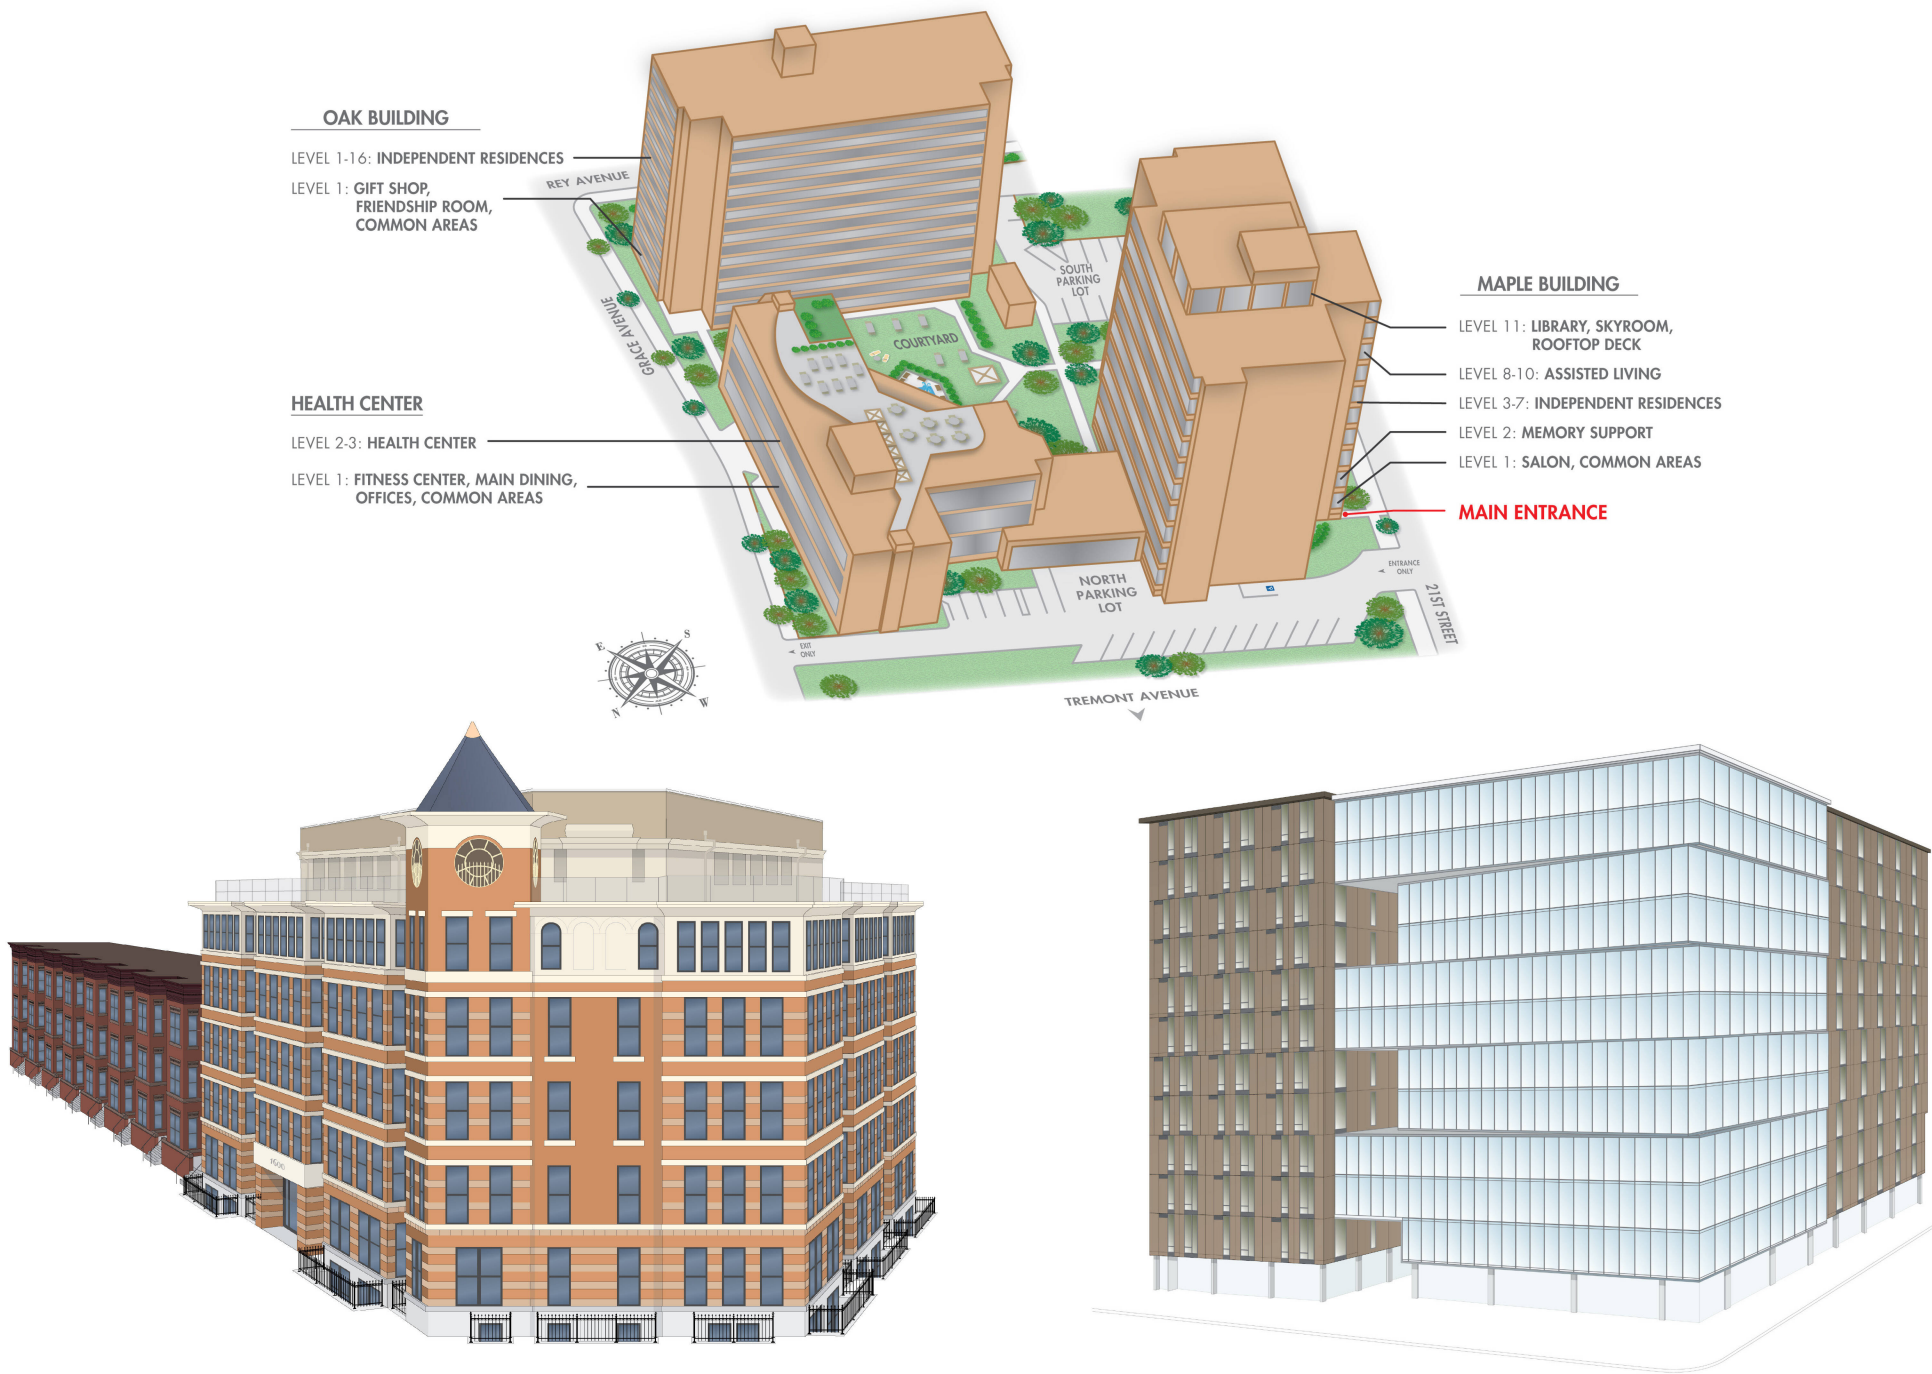 OAK BUILDING
LEVEL 1-16: INDEPENDENT RESIDENCES
LEVEL 1: GIFT SHOP,
FRIENDSHIP ROOM,
COMMON AREAS
HEALTH CENTER
LEVEL 2-3: HEALTH CENTER
LEVEL 1: FITNESS CENTER, MAIN DINING,
OFFICES, COMMON AREAS
REY AVENUE
GRACE AVENUE
COURTYARD
SOUTH
PARKING
LOT
MAPLE BUILDING
LEVEL 11: LIBRARY, SKYROOM,
ROOFTOP DECK
LEVEL 8-10: ASSISTED LIVING
LEVEL 3-7: INDEPENDENT RESIDENCES
LEVEL 2: MEMORY SUPPORT
LEVEL 1: SALON, COMMON AREAS
MAIN ENTRANCE
NORTH
PARKING
LOT
ENTRANCE
ONLY
21ST STREET
EXIT
ONLY
TREMONT AVENUE
E
S
N
W
1600